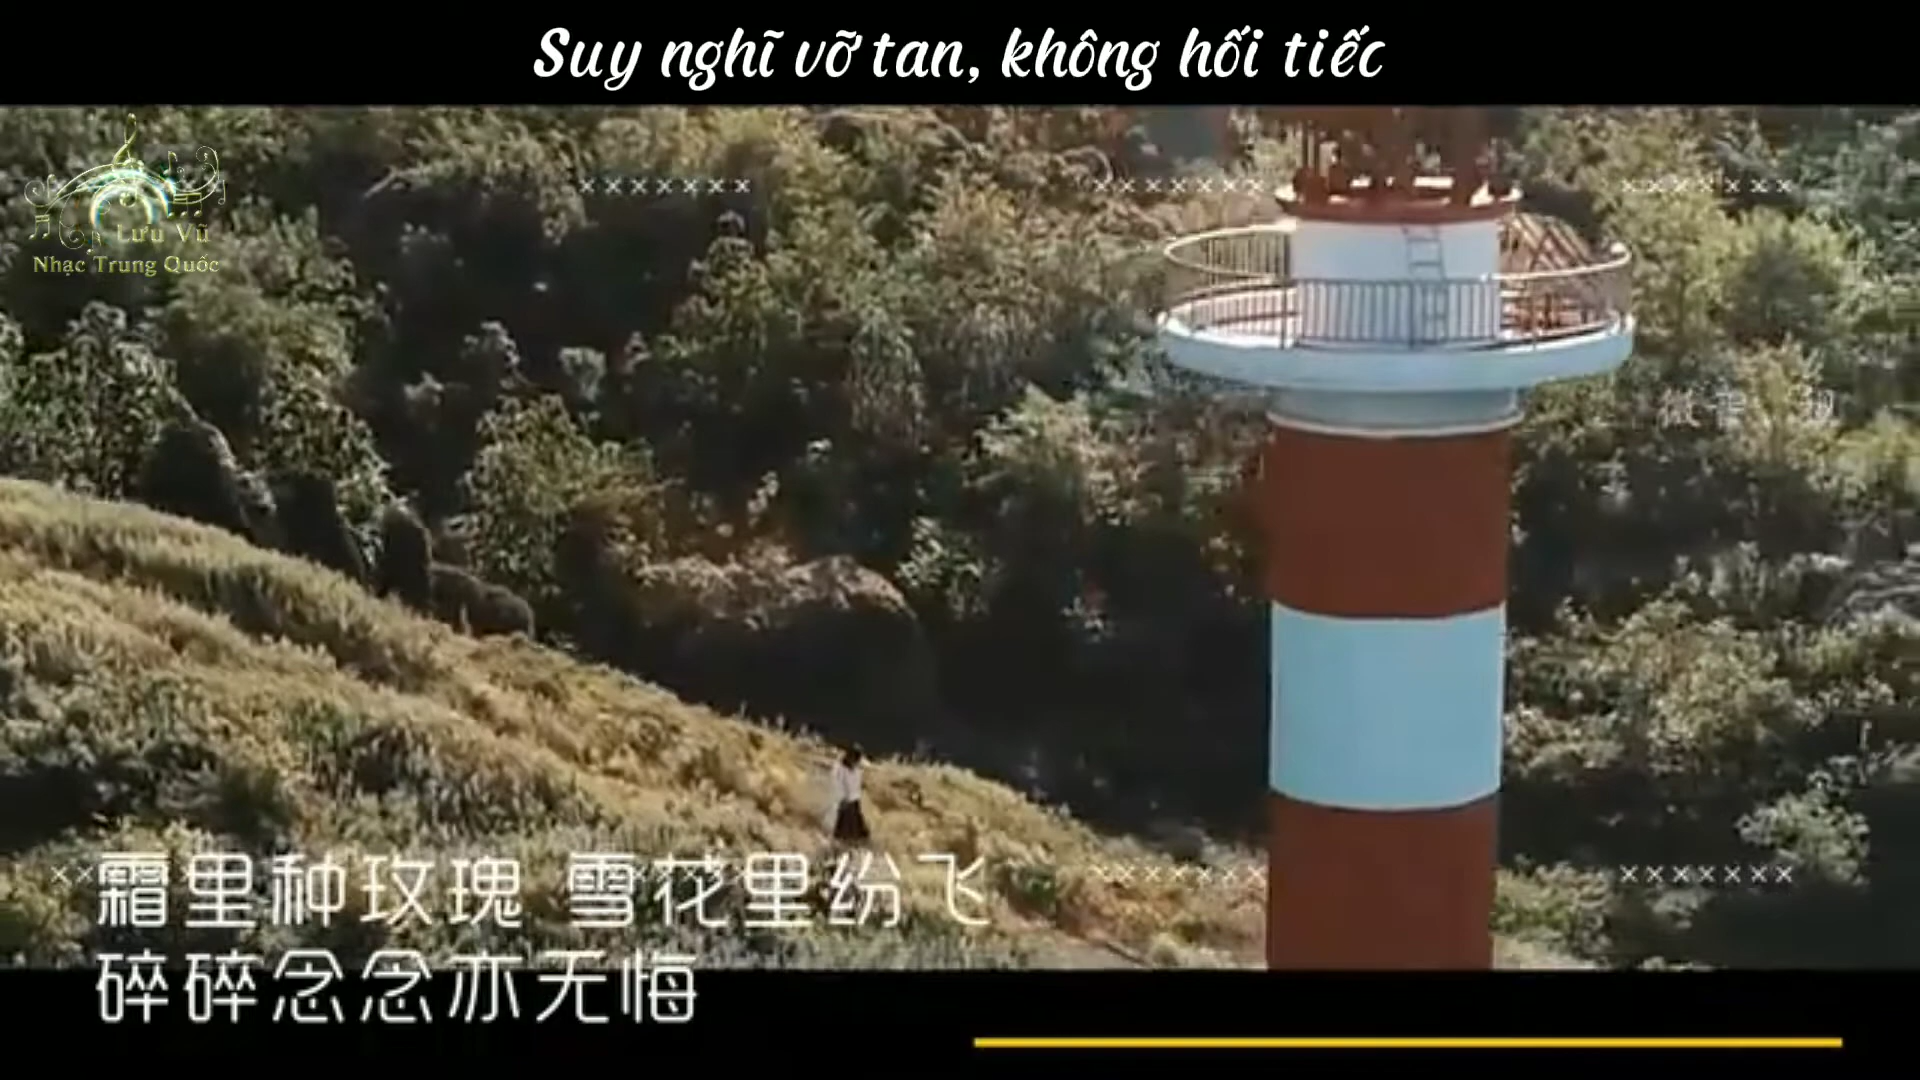 Suy nghĩ vỡ tan, không hối tiếc
Lưu Vũ
Nhạc Trung Quốc
霜里种玫瑰 雪花里纷飞
碎碎念念亦无悔